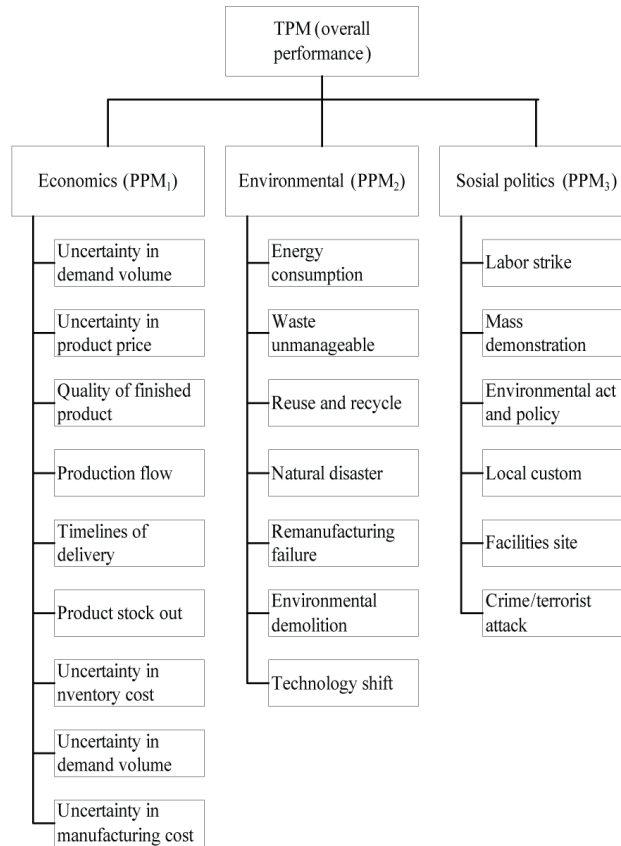 TPM (overall
performance)
Economics (PPM₁)
Environmental (PPM₂)
Sosial politics (PPM₃)
Uncertainty in
demand volume
Uncertainty in
product price
Quality of finished
product
Production flow
Timelines of
delivery
Product stock out
Uncertainty in
nventory cost
Uncertainty in
demand volume
Uncertainty in
manufacturing cost
Energy
consumption
Waste
unmanageable
Reuse and recycle
Natural disaster
Remanufacturing
failure
Environmental
demolition
Technology shift
Labor strike
Mass
demonstration
Environmental act
and policy
Local custom
Facilities site
Crime/terrorist
attack